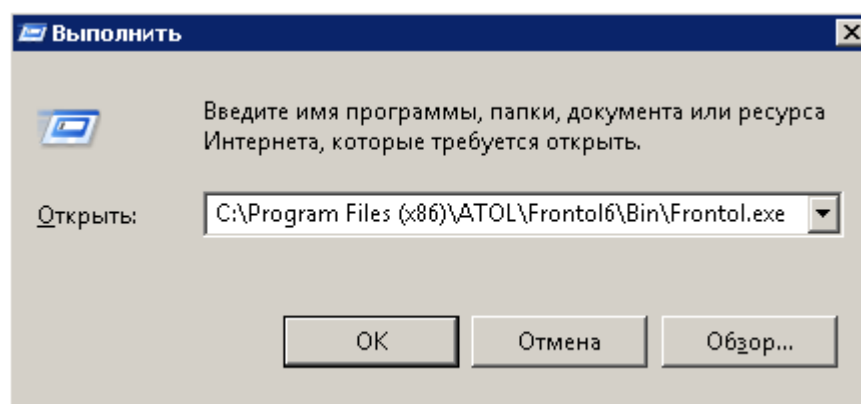 Выполнить
Введите имя программы, папки, документа или ресурса
Интернета, которые требуется открыть.
Открыть: C:\Program Files (x86)\ATOL\Frontol6\Bin\Frontol.exe
OK Отмена Обзор...